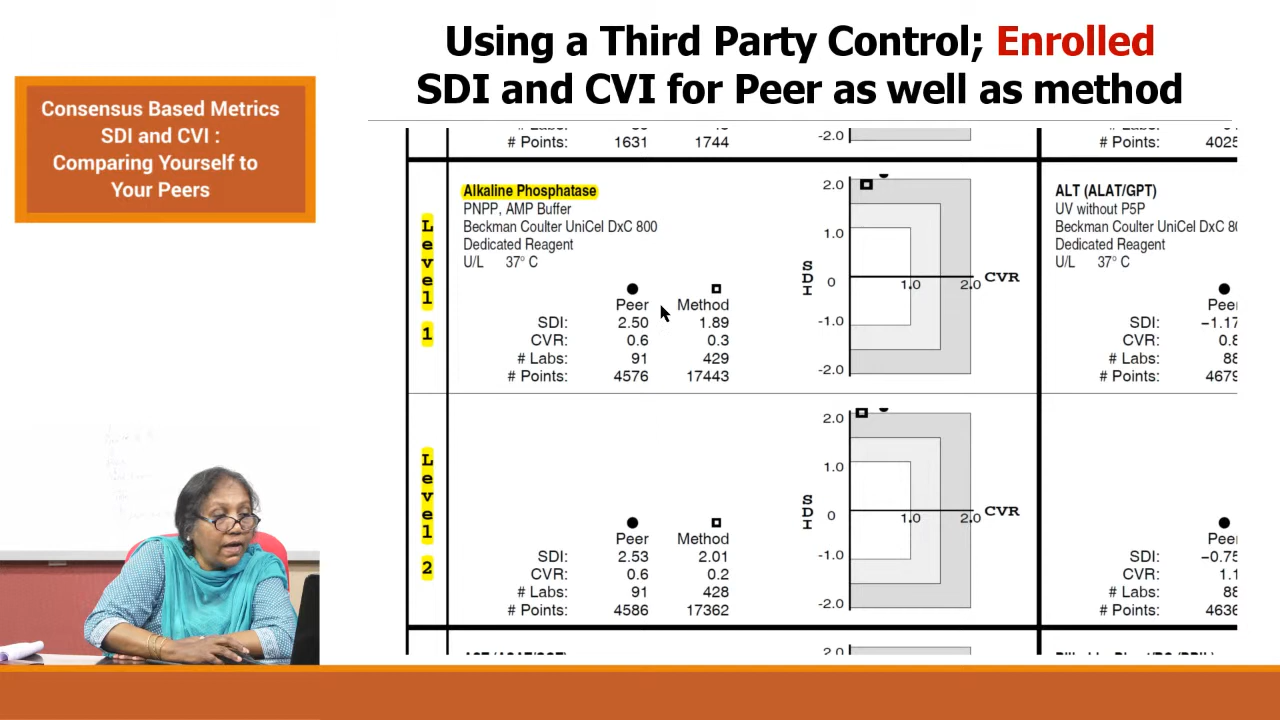 Using a Third Party Control; Enrolled
SDI and CVI for Peer as well as method
Consensus Based Metrics
SDI and CVI :
Comparing Yourself to
Your Peers
# Points: 1631 1744
-2.0
# Points: 4025
Level 1
Alkaline Phosphatase
PNPP, AMP Buffer
Beckman Coulter UniCel DxC 800
Dedicated Reagent
U/L 37° C
Peer Method
SDI: 2.50 1.89
CVR: 0.6 0.3
# Labs: 91 429
# Points: 4576 17443
2.0
1.0
SDI 0 1.0 2.0 CVR
-1.0
-2.0
ALT (ALAT/GPT)
UV without P5P
Beckman Coulter UniCel DxC 80
Dedicated Reagent
U/L 37° C
Peer
SDI: −1.17
CVR: 0.8
# Labs: 88
# Points: 4679
Level 2
Peer Method
SDI: 2.53 2.01
CVR: 0.6 0.2
# Labs: 91 428
# Points: 4586 17362
2.0
1.0
SDI 0 1.0 2.0 CVR
-1.0
-2.0
Peer
SDI: −0.75
CVR: 1.1
# Labs: 88
# Points: 4636
2.0